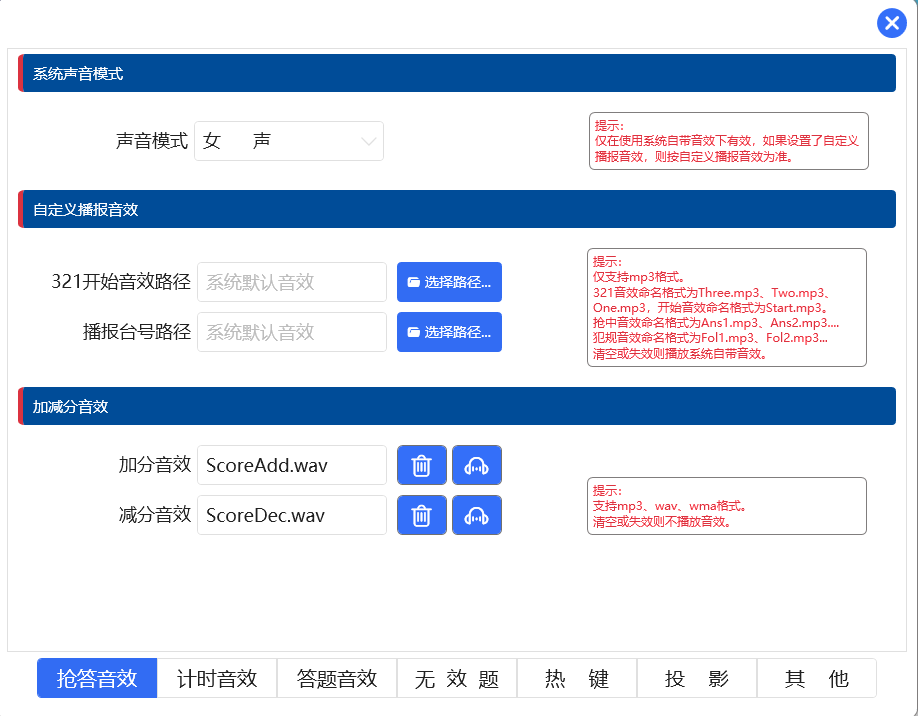 系统声音模式
声音模式 女 声
提示：
仅在使用系统自带音效下有效，如果设置了自定义
播报音效，则按自定义播报音效为准。
自定义播报音效
321开始音效路径 系统默认音效 选择路径...
播报台号路径 系统默认音效 选择路径...
提示：
仅支持mp3格式。
321音效命名格式为Three.mp3、Two.mp3、
One.mp3，开始音效命名格式为Start.mp3。
抢中音效命名格式为Ans1.mp3、Ans2.mp3....
犯规音效命名格式为Fol1.mp3、Fol2.mp3...
清空或失效则播放系统自带音效。
加减分音效
加分音效 ScoreAdd.wav
减分音效 ScoreDec.wav
提示：
支持mp3、wav、wma格式。
清空或失效则不播放音效。
抢答音效 计时音效 答题音效 无 效 题 热 键 投 影 其 他